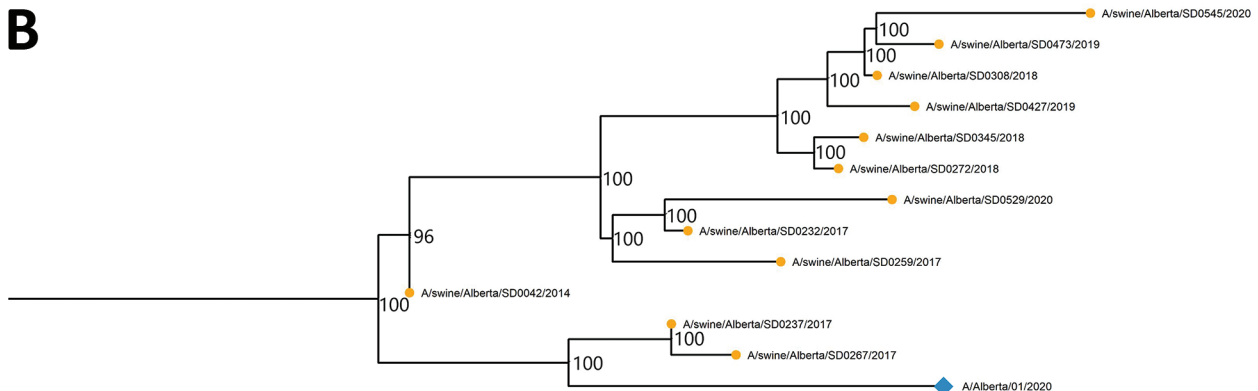 B
A/swine/Alberta/SD0545/2020
100
A/swine/Alberta/SD0473/2019
100
A/swine/Alberta/SD0308/2018
100
A/swine/Alberta/SD0427/2019
100
A/swine/Alberta/SD0345/2018
100
A/swine/Alberta/SD0272/2018
100
A/swine/Alberta/SD0529/2020
100
A/swine/Alberta/SD0232/2017
96
100
A/swine/Alberta/SD0259/2017
A/swine/Alberta/SD0042/2014
100
A/swine/Alberta/SD0237/2017
100
A/swine/Alberta/SD0267/2017
100
A/Alberta/01/2020